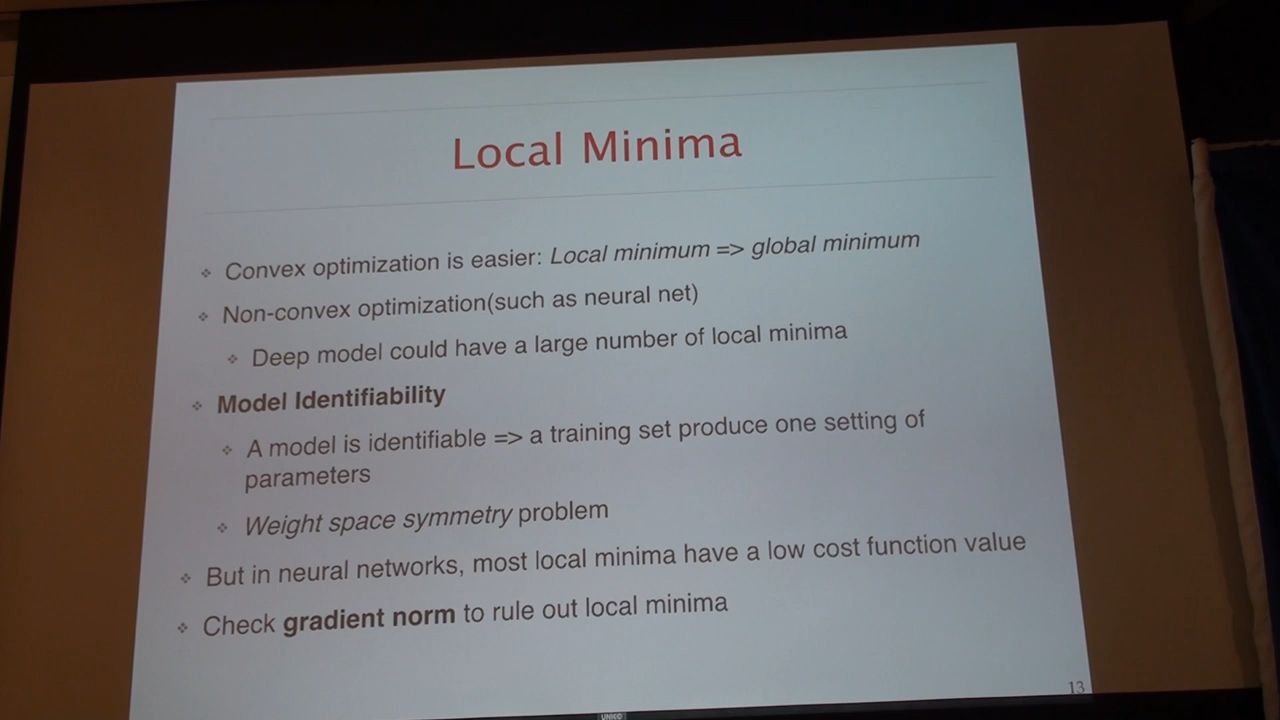 Local Minima
Convex optimization is easier: Local minimum => global minimum
Non-convex optimization(such as neural net)
Deep model could have a large number of local minima
Model Identifiability
A model is identifiable => a training set produce one setting of
parameters
Weight space symmetry problem
But in neural networks, most local minima have a low cost function value
Check gradient norm to rule out local minima
13
UNICO